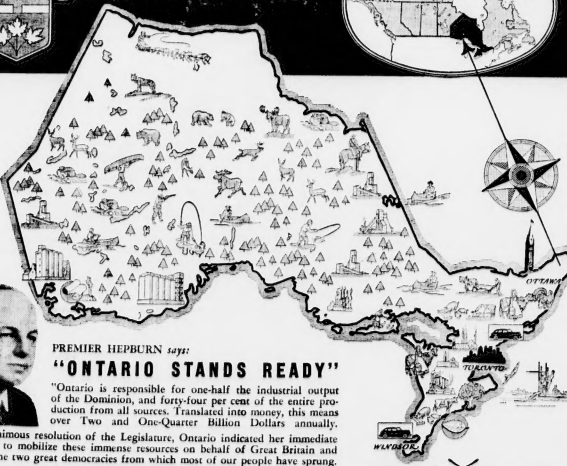 OTTAWA
TORONTO
WINDSOR
PREMIER HEPBURN says:
"ONTARIO STANDS READY"
"Ontario is responsible for one-half the industrial output
of the Dominion, and forty-four per cent of the entire pro-
duction from all sources. Translated into money, this means
over Two and One-Quarter Billion Dollars annually.
nimous resolution of the Legislature, Ontario indicated her immediate
to mobilize these immense resources on behalf of Great Britain and
he two great democracies from which most of our people have sprung.